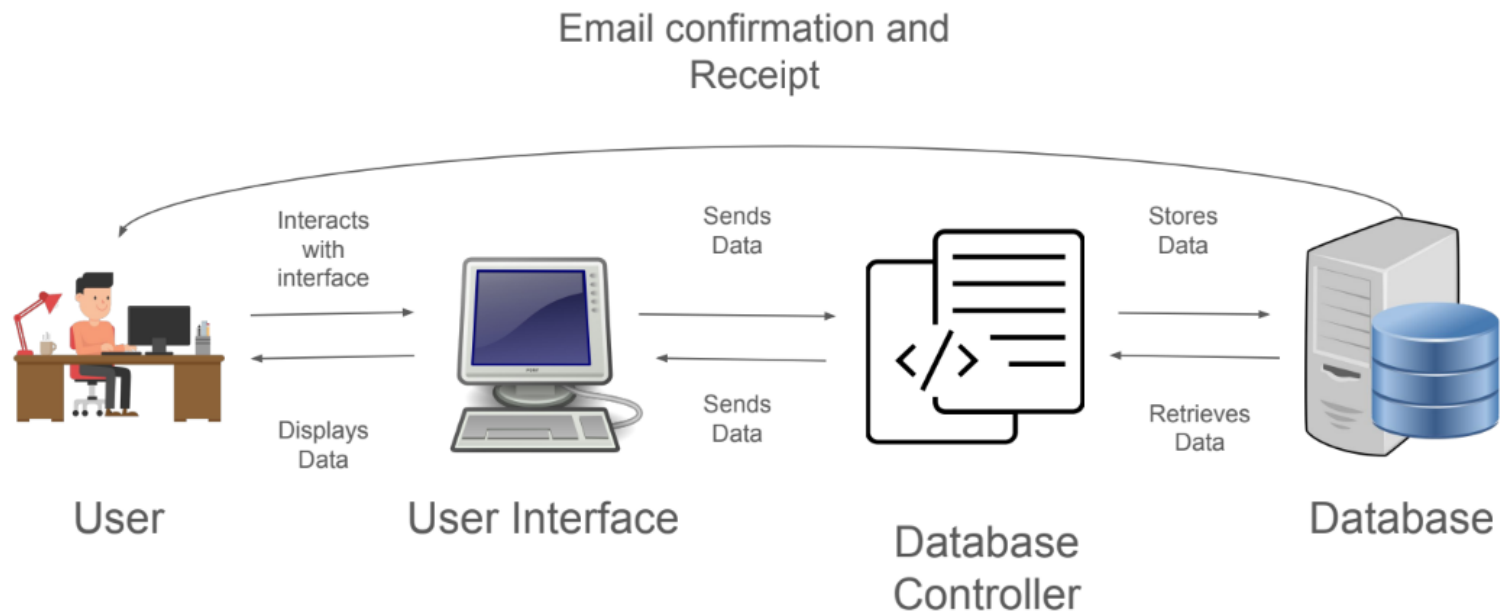 Email confirmation and
Receipt
Interacts
with
interface
Sends
Data
Stores
Data
Displays
Data
Sends
Data
Retrieves
Data
User
User Interface
Database
Controller
Database